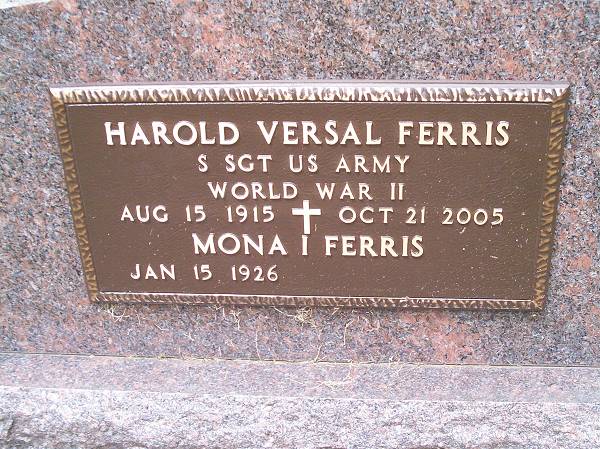 HAROLD VERSAL FERRIS
S SGT US ARMY
WORLD WAR II
AUG 15 1915 OCT 21 2005
MONA I FERRIS
JAN 15 1926